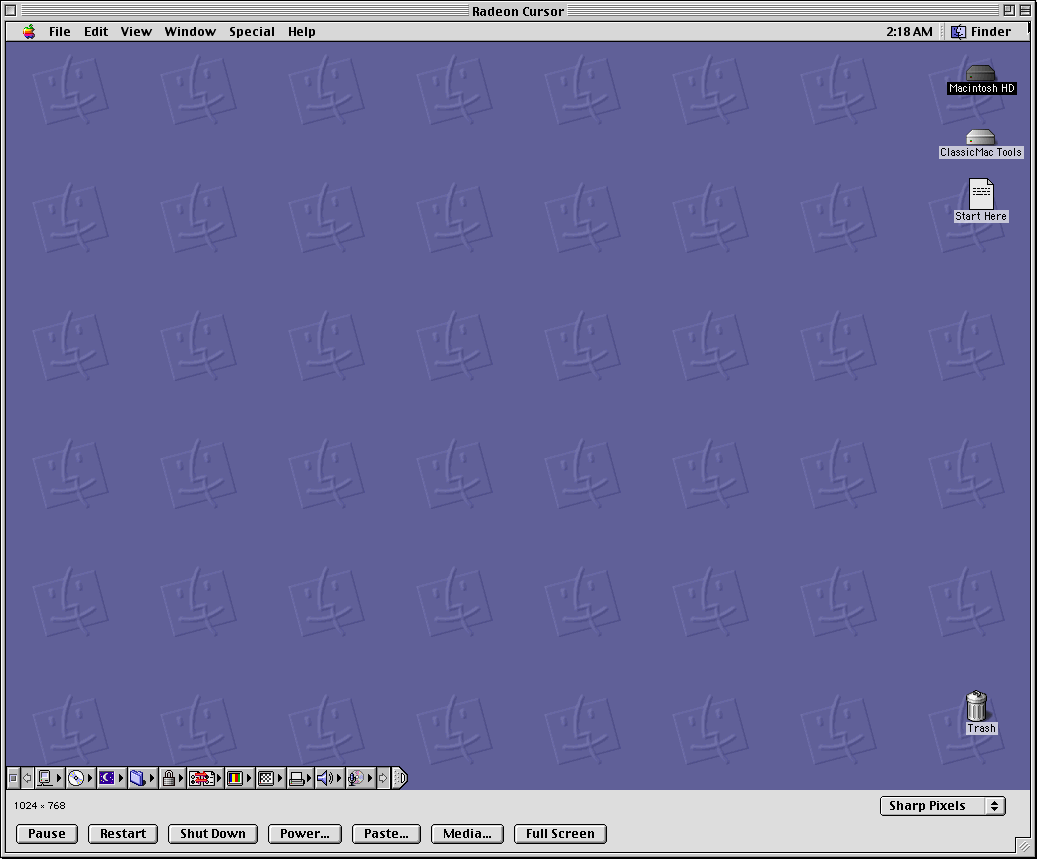 Radeon Cursor
File Edit View Window Special Help 2:18 AM Finder
Macintosh HD
ClassicMac Tools
Start Here
Trash
1024 × 768
Sharp Pixels
Pause Restart Shut Down Power... Paste... Media... Full Screen